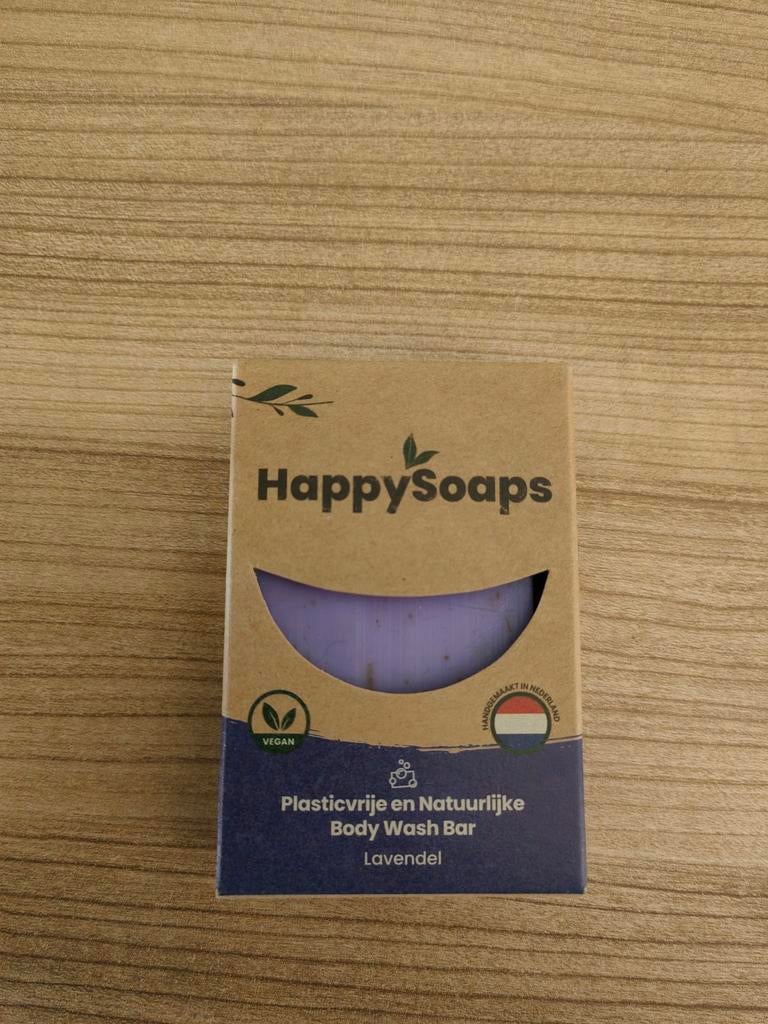 HappySoaps
HANDGEMAAKT IN NEDERLAND
VEGAN
Plasticvrije en Natuurlijke
Body Wash Bar
Lavendel